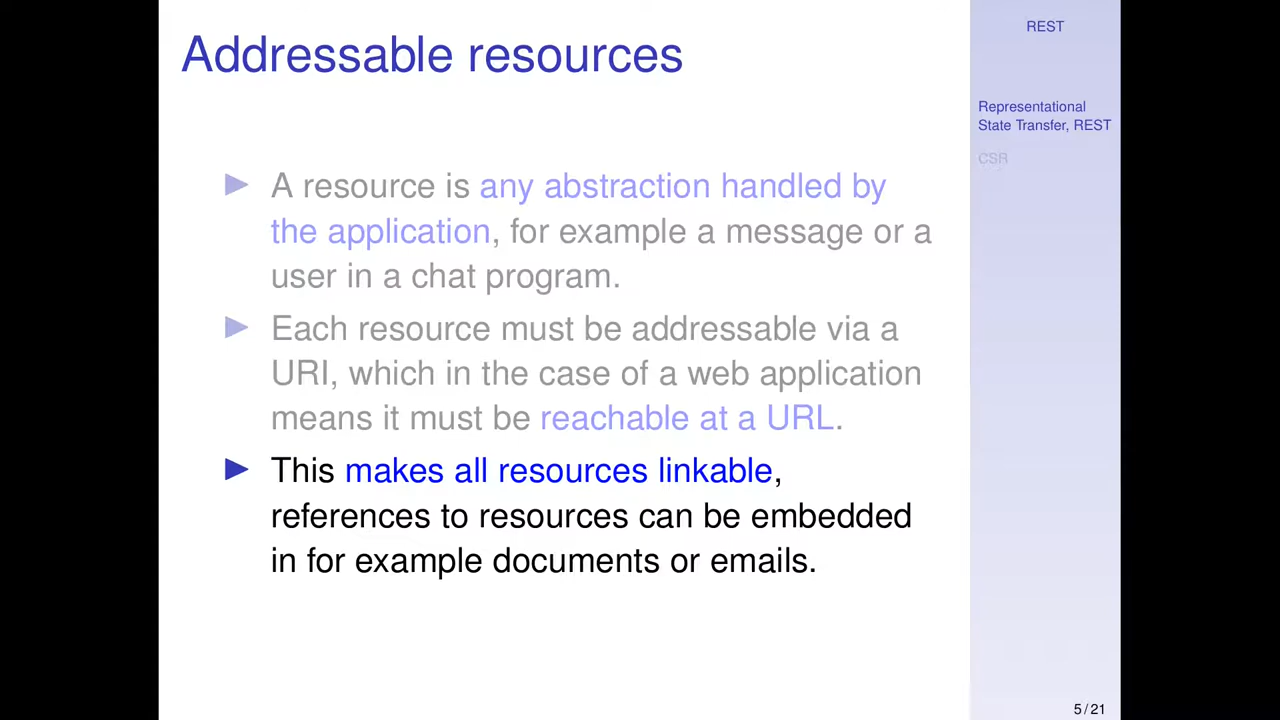 Addressable resources
A resource is any abstraction handled by
the application, for example a message or a
user in a chat program.
Each resource must be addressable via a
URI, which in the case of a web application
means it must be reachable at a URL.
This makes all resources linkable,
references to resources can be embedded
in for example documents or emails.
REST
Representational
State Transfer, REST
CSR
5/21